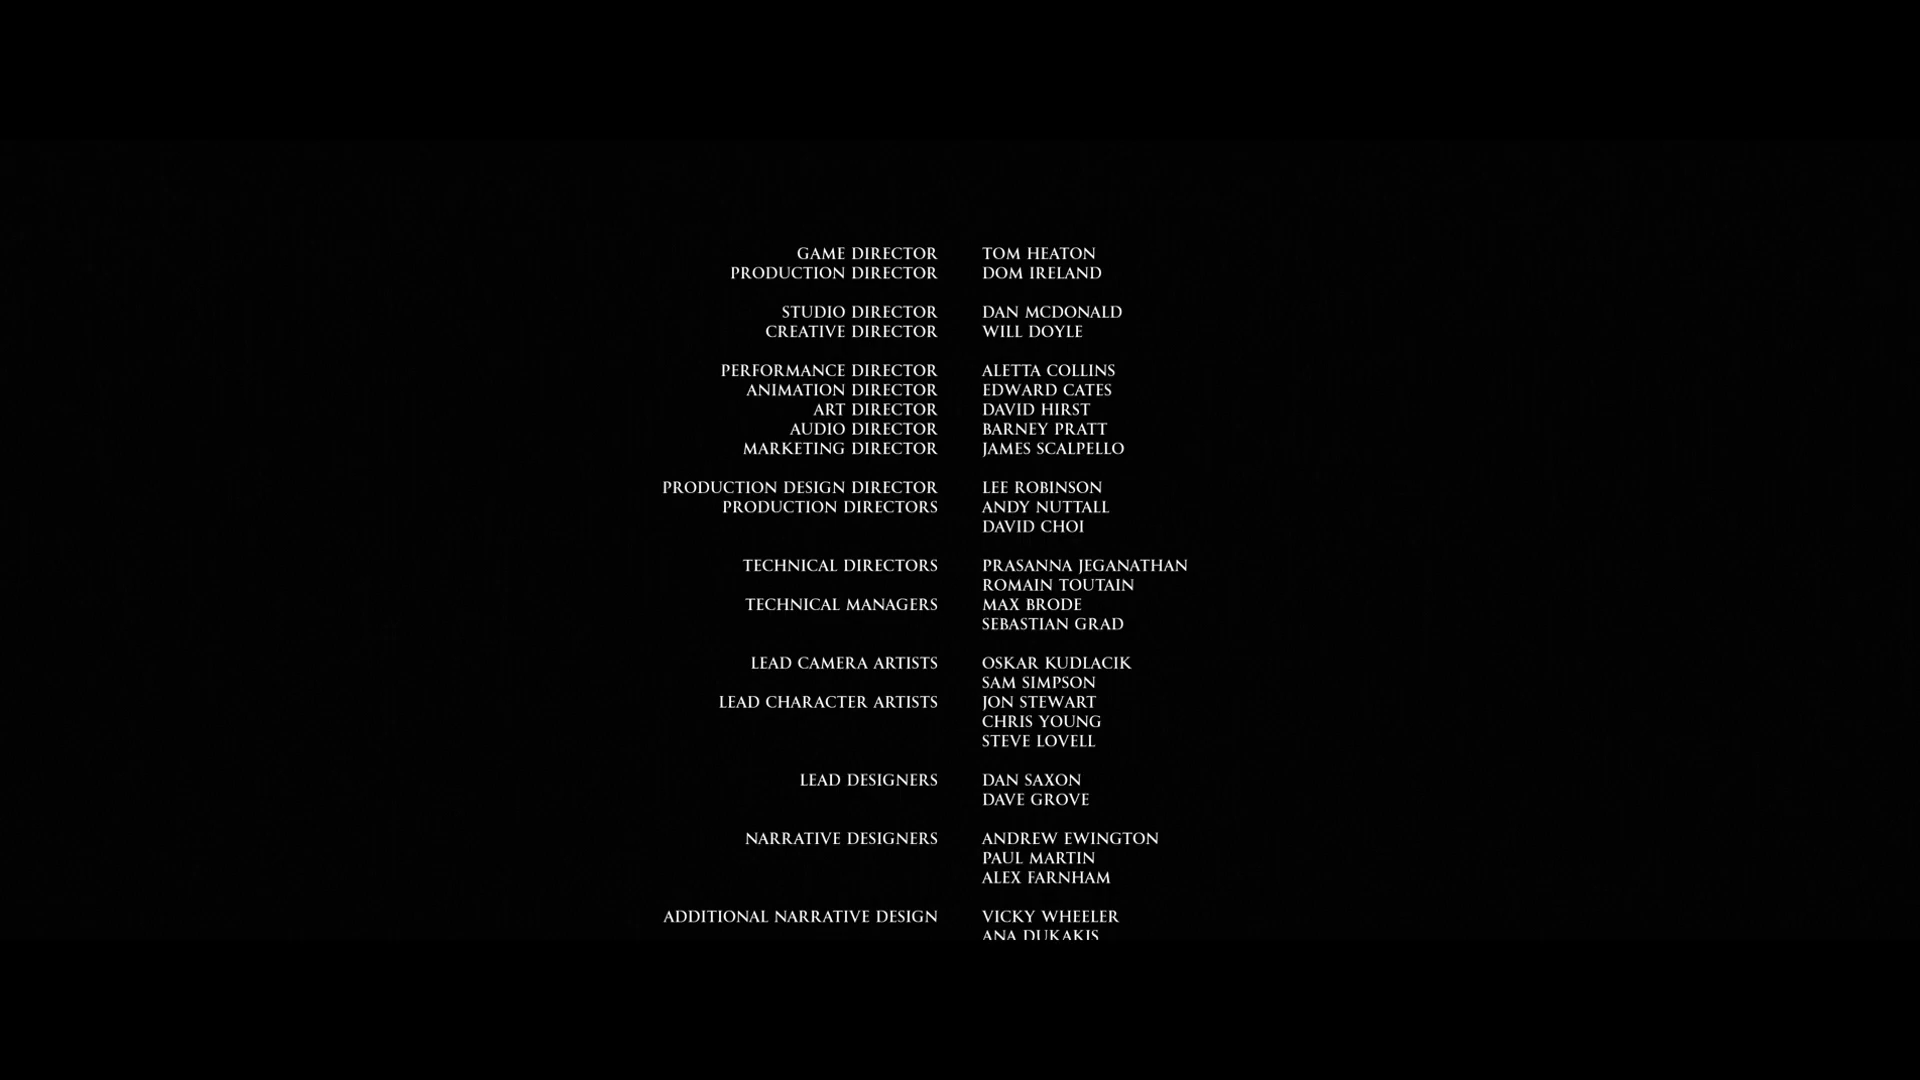 GAME DIRECTOR TOM HEATON
PRODUCTION DIRECTOR DOM IRELAND
STUDIO DIRECTOR DAN MCDONALD
CREATIVE DIRECTOR WILL DOYLE
PERFORMANCE DIRECTOR ALETTA COLLINS
ANIMATION DIRECTOR EDWARD CATES
ART DIRECTOR DAVID HIRST
AUDIO DIRECTOR BARNEY PRATT
MARKETING DIRECTOR JAMES SCALPELLO
PRODUCTION DESIGN DIRECTOR LEE ROBINSON
PRODUCTION DIRECTORS ANDY NUTTALL
DAVID CHOI
TECHNICAL DIRECTORS PRASANNA JEGANATHAN
ROMAIN TOUTAIN
TECHNICAL MANAGERS MAX BRODE
SEBASTIAN GRAD
LEAD CAMERA ARTISTS OSKAR KUDLACIK
SAM SIMPSON
LEAD CHARACTER ARTISTS JON STEWART
CHRIS YOUNG
STEVE LOVELL
LEAD DESIGNERS DAN SAXON
DAVE GROVE
NARRATIVE DESIGNERS ANDREW EWINGTON
PAUL MARTIN
ALEX FARNHAM
ADDITIONAL NARRATIVE DESIGN VICKY WHEELER
ANA DUKAKIS